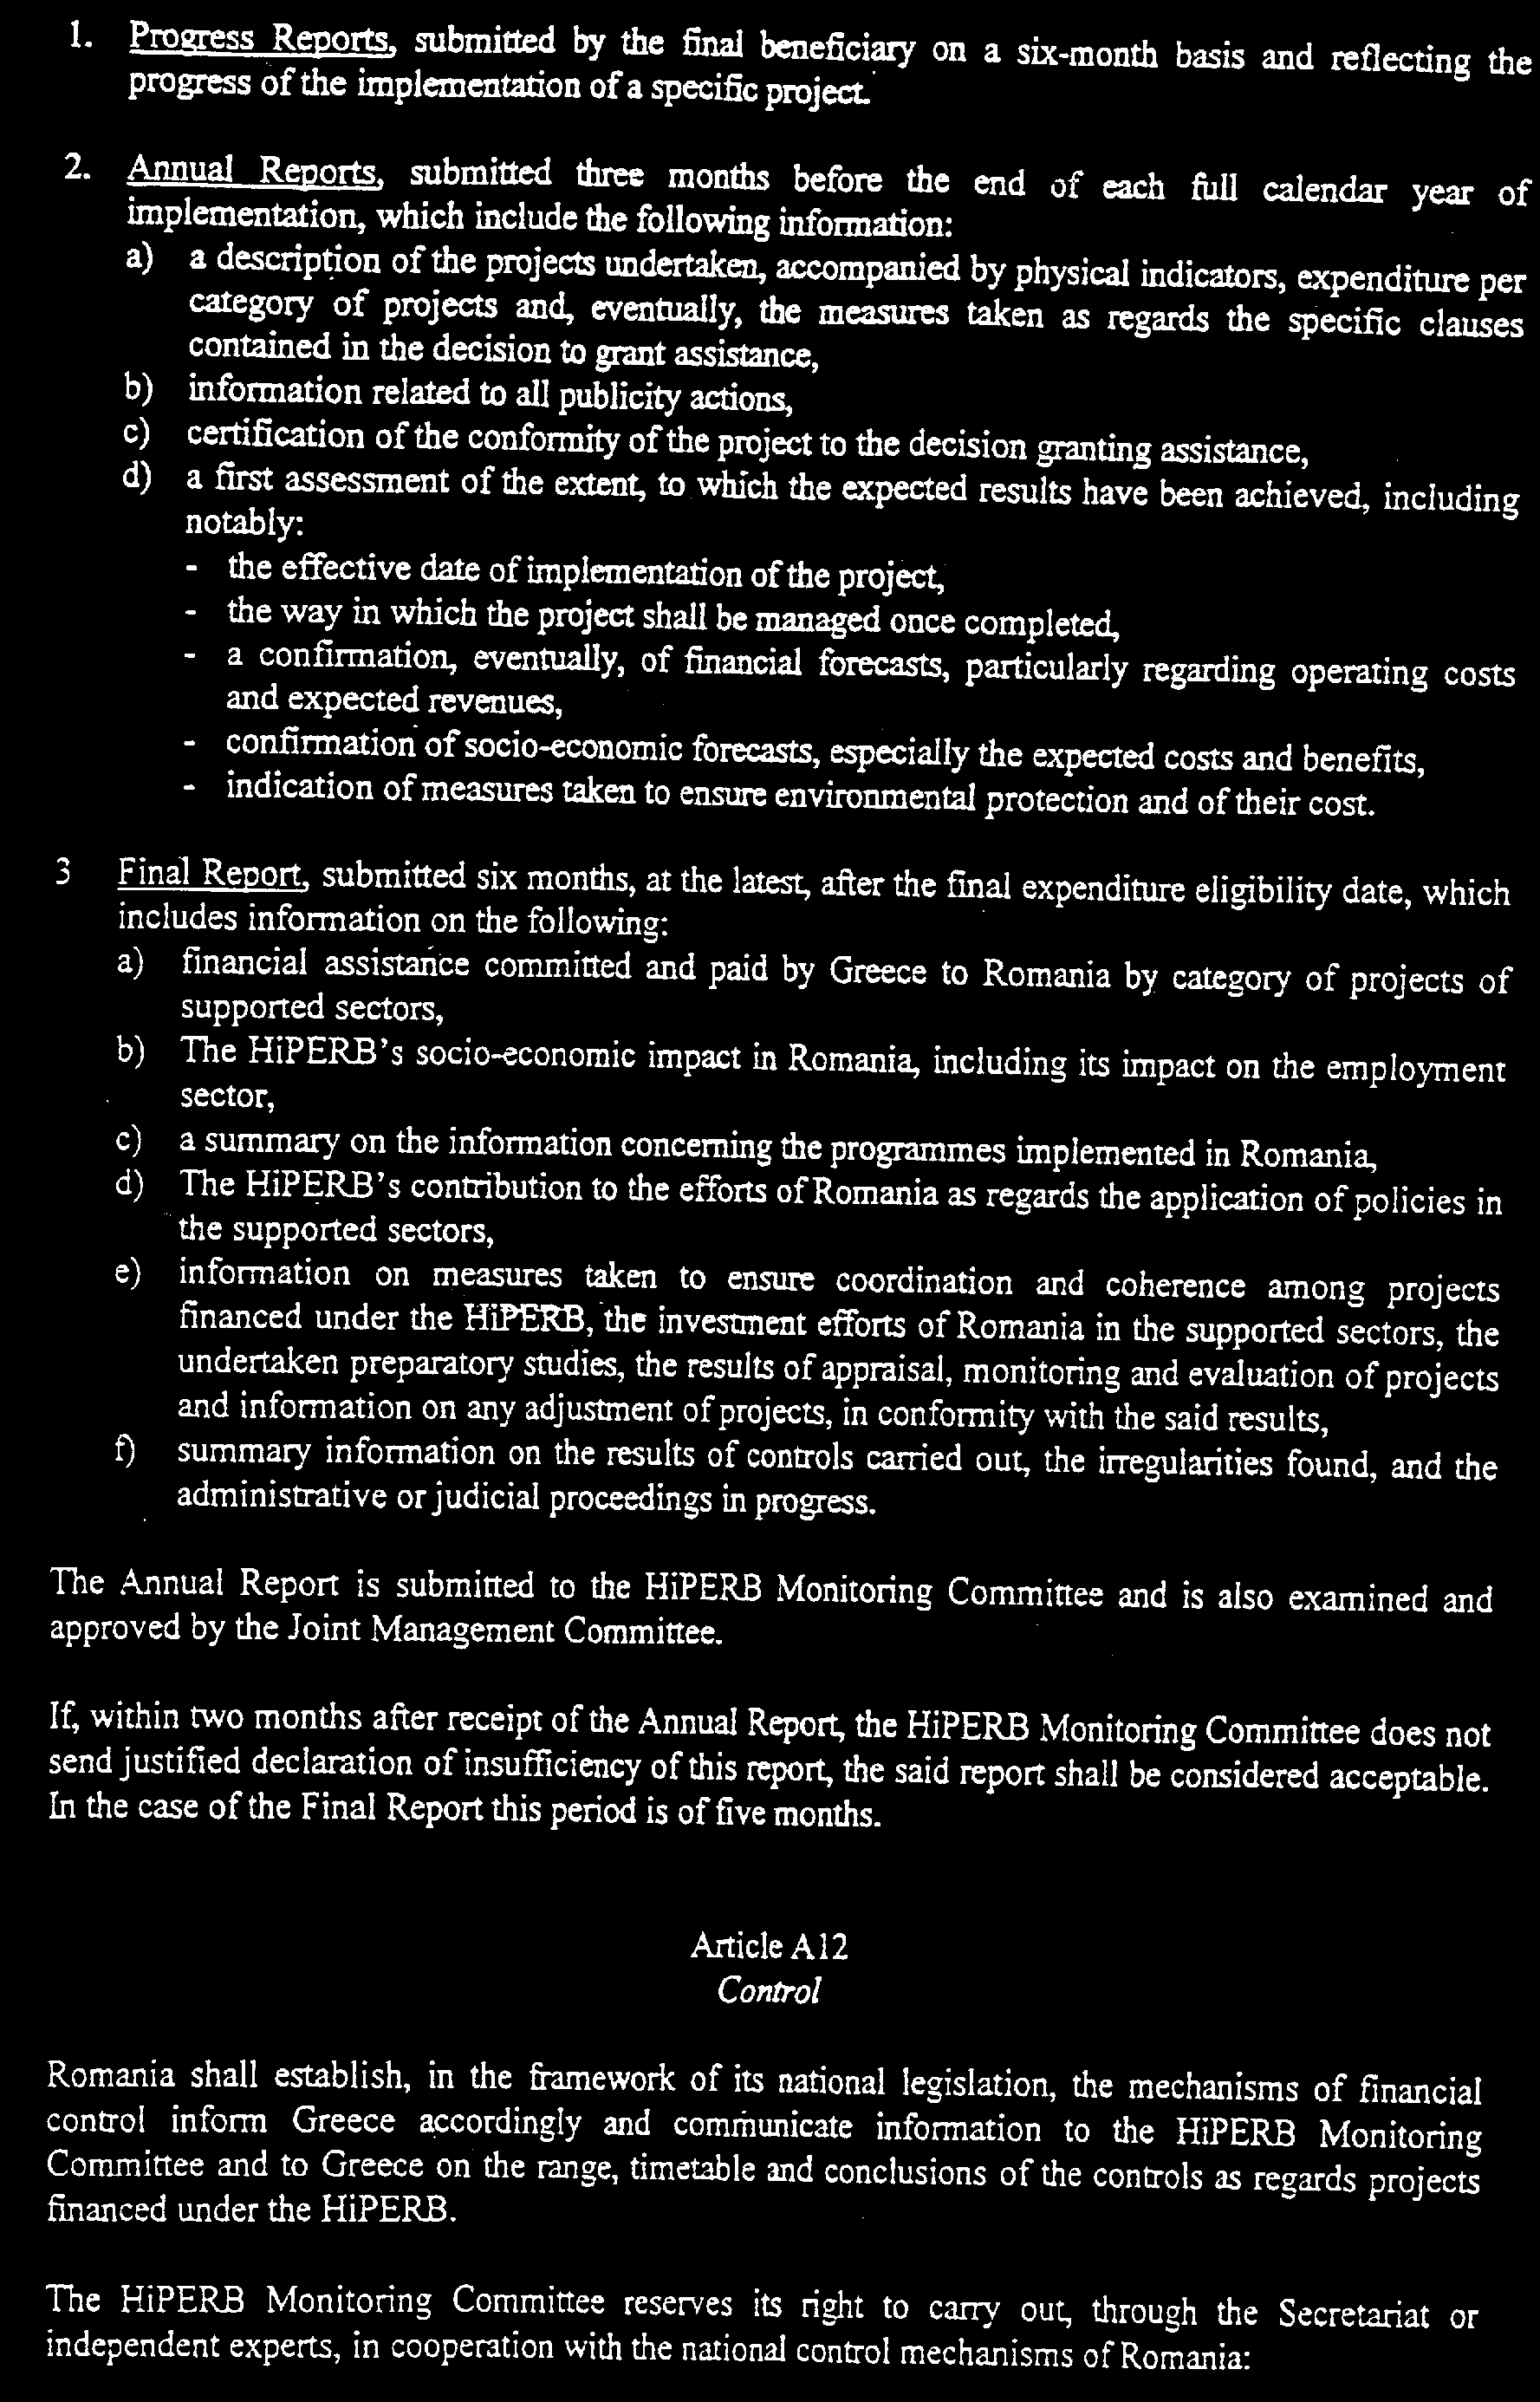 1. Progress Reports, submitted by the final beneficiary on a six-month basis and reflecting the
progress of the implementation of a specific project.
2. Annual Reports, submitted three months before the end of each full calendar year of
implementation, which include the following information:
a) a description of the projects undertaken, accompanied by physical indicators, expenditure per
category of projects and, eventually, the measures taken as regards the specific clauses
contained in the decision to grant assistance,
b) information related to all publicity actions,
c) certification of the conformity of the project to the decision granting assistance,
d) a first assessment of the extent, to which the expected results have been achieved, including
notably:
- the effective date of implementation of the project,
- the way in which the project shall be managed once completed,
- a confirmation, eventually, of financial forecasts, particularly regarding operating costs
and expected revenues,
- confirmation of socio-economic forecasts, especially the expected costs and benefits,
- indication of measures taken to ensure environmental protection and of their cost.
3 Final Report, submitted six months, at the latest, after the final expenditure eligibility date, which
includes information on the following:
a) financial assistance committed and paid by Greece to Romania by category of projects of
supported sectors,
b) The HiPERB's socio-economic impact in Romania, including its impact on the employment
sector,
c) a summary on the information concerning the programmes implemented in Romania,
d) The HiPERB's contribution to the efforts of Romania as regards the application of policies in
the supported sectors,
e) information on measures taken to ensure coordination and coherence among projects
financed under the HiPERB, the investment efforts of Romania in the supported sectors, the
undertaken preparatory studies, the results of appraisal, monitoring and evaluation of projects
and information on any adjustment of projects, in conformity with the said results,
f) summary information on the results of controls carried out, the irregularities found, and the
administrative or judicial proceedings in progress.
The Annual Report is submitted to the HiPERB Monitoring Committee and is also examined and
approved by the Joint Management Committee.
If, within two months after receipt of the Annual Report, the HiPERB Monitoring Committee does not
send justified declaration of insufficiency of this report, the said report shall be considered acceptable.
In the case of the Final Report this period is of five months.
Article A12
Control
Romania shall establish, in the framework of its national legislation, the mechanisms of financial
control inform Greece accordingly and communicate information to the HiPERB Monitoring
Committee and to Greece on the range, timetable and conclusions of the controls as regards projects
financed under the HiPERB.
The HiPERB Monitoring Committee reserves its right to carry out, through the Secretariat or
independent experts, in cooperation with the national control mechanisms of Romania: